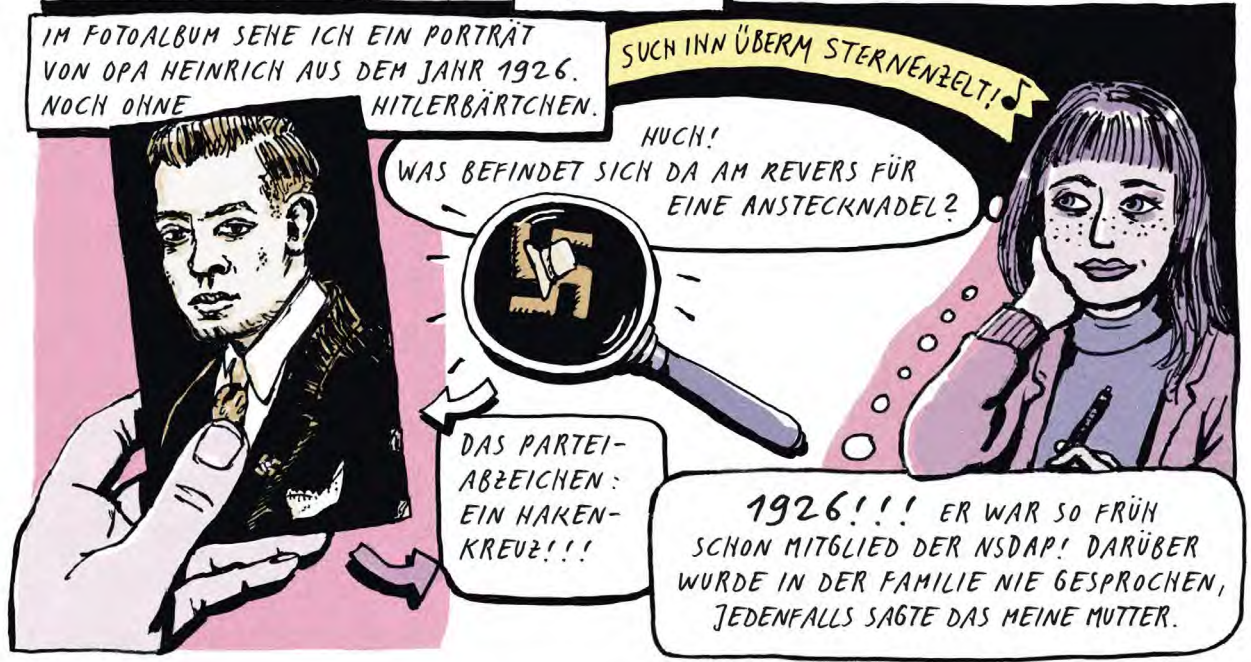 IM FOTOALBUM SEHE ICH EIN PORTRÄT
VON OPA HEINRICH AUS DEM JAHR 1926.
NOCH OHNE HITLERBÄRTCHEN.
SUCH IHN ÜBERM STERNENZELT!
HUCH!
WAS BEFINDET SICH DA AM REVERS FÜR
EINE ANSTECKNADEL?
DAS PARTEI-
ABZEICHEN:
EIN HAKEN-
KREUZ!!!
1926!!! ER WAR SO FRÜH
SCHON MITGLIED DER NSDAP! DARÜBER
WURDE IN DER FAMILIE NIE GESPROCHEN,
JEDENFALLS SAGTE DAS MEINE MUTTER.